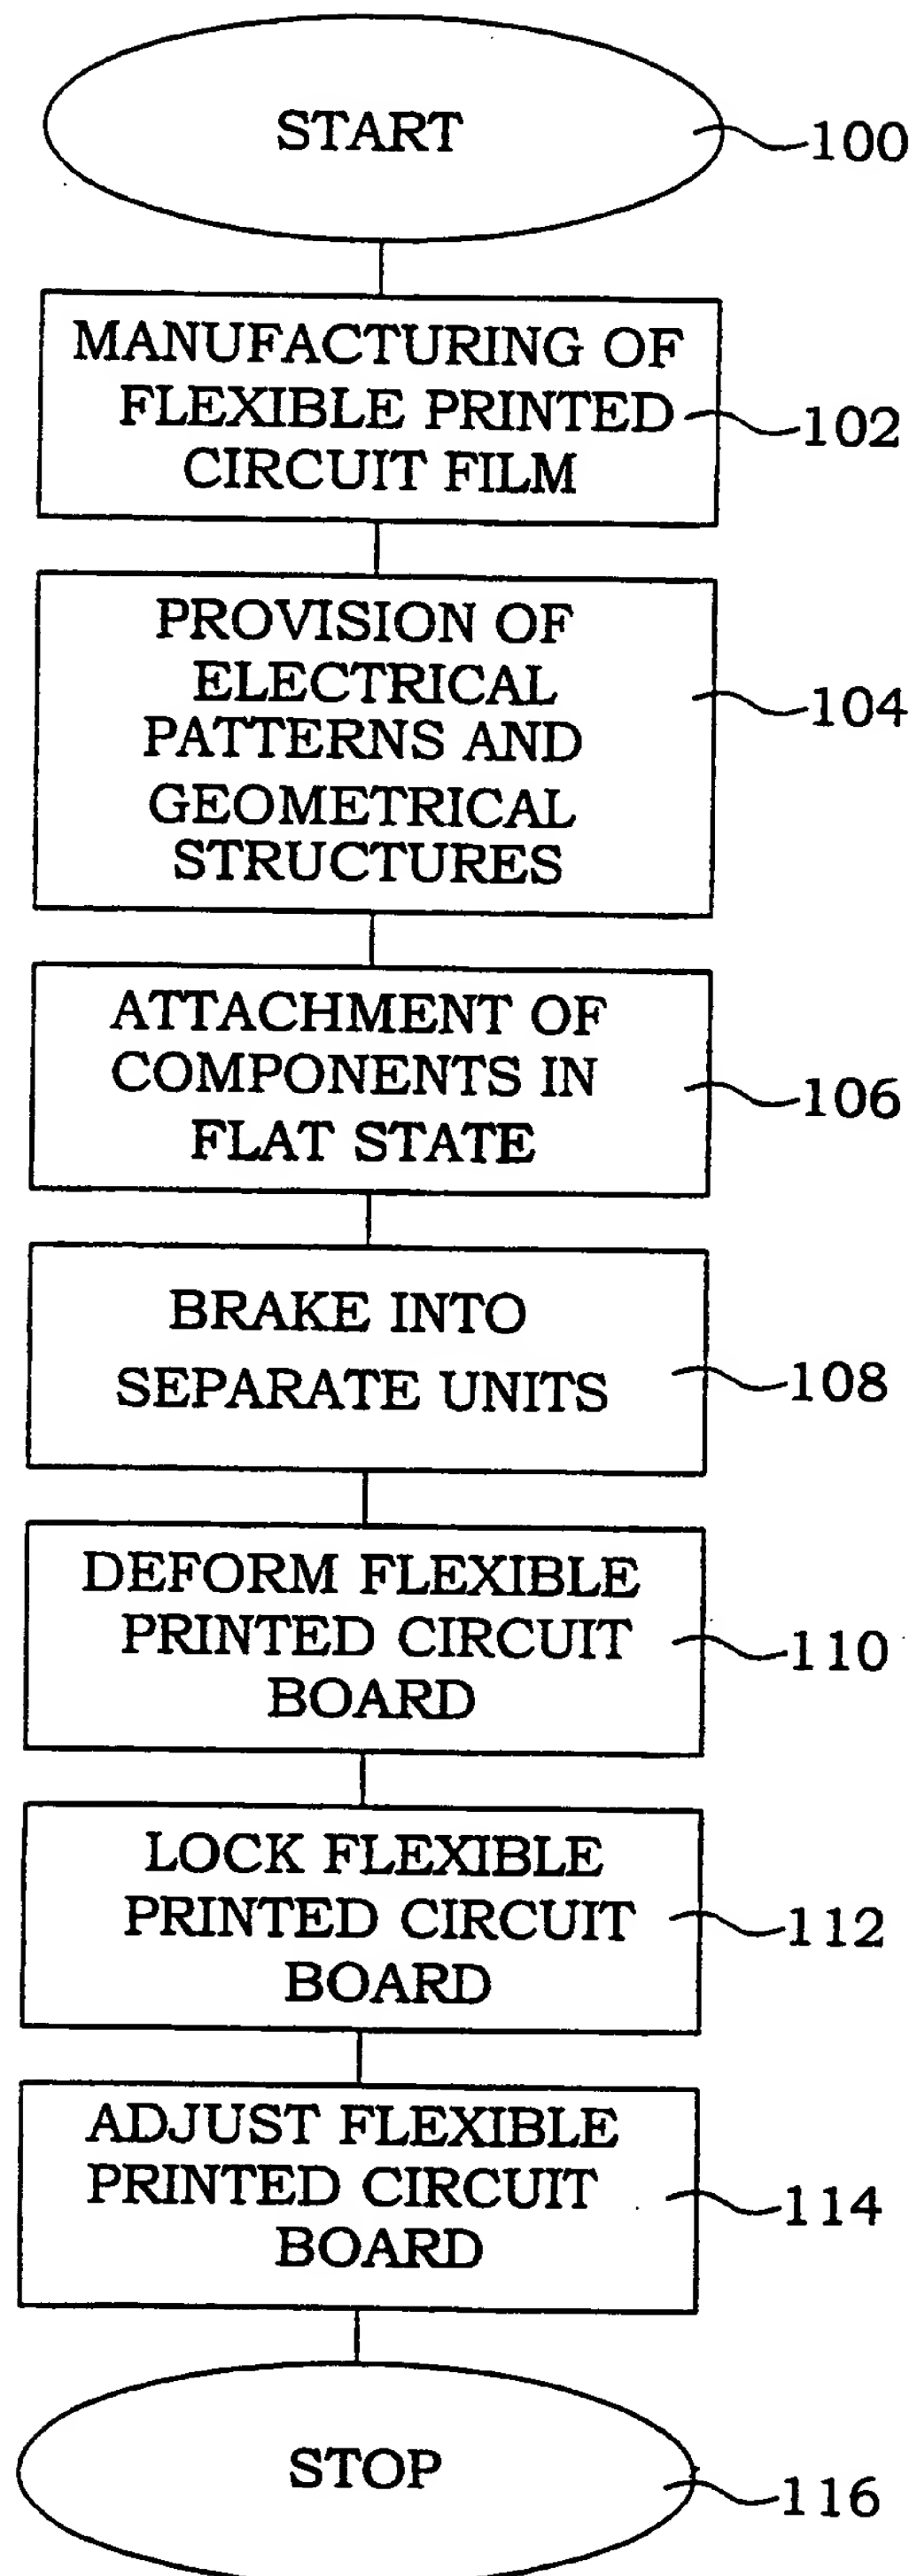 START
100
MANUFACTURING OF
FLEXIBLE PRINTED
CIRCUIT FILM
102
PROVISION OF
ELECTRICAL
PATTERNS AND
GEOMETRICAL
STRUCTURES
104
ATTACHMENT OF
COMPONENTS IN
FLAT STATE
106
BRAKE INTO
SEPARATE UNITS
108
DEFORM FLEXIBLE
PRINTED CIRCUIT
BOARD
110
LOCK FLEXIBLE
PRINTED CIRCUIT
BOARD
112
ADJUST FLEXIBLE
PRINTED CIRCUIT
BOARD
114
STOP
116